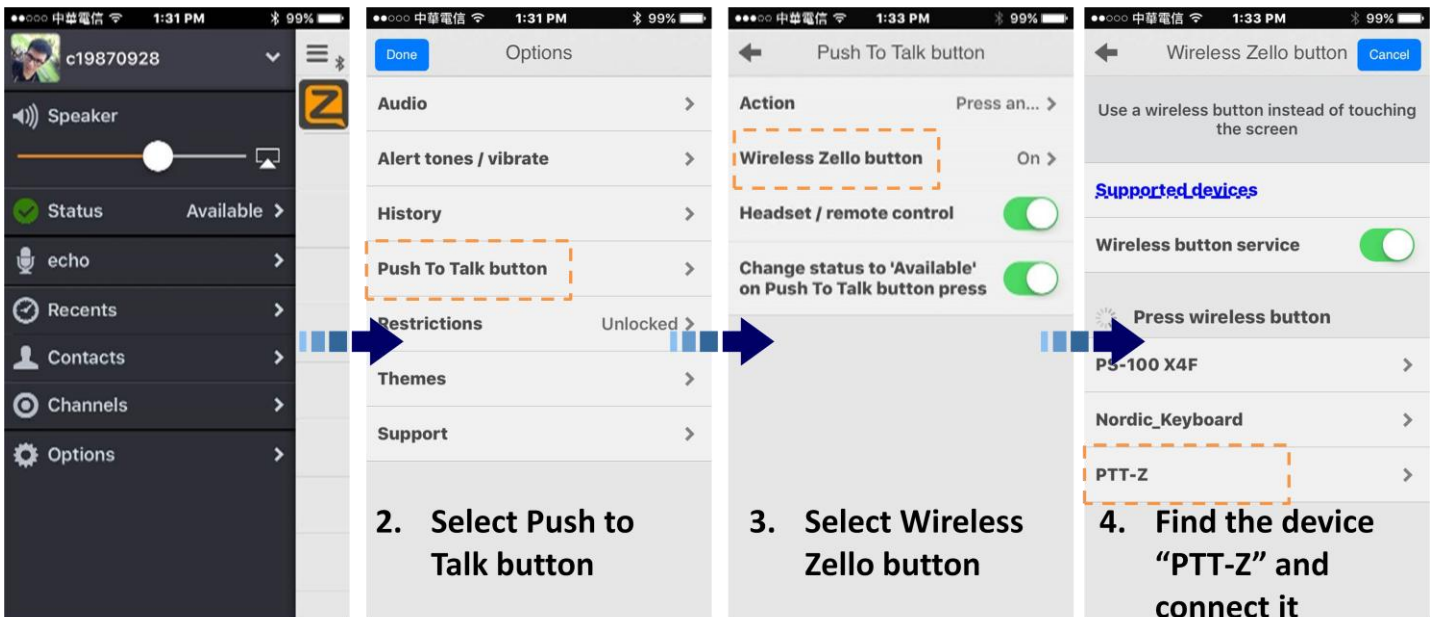 ●●○○○ 中華電信 1:31 PM 99%
c19870928
Speaker
Status Available >
echo >
Recents >
Contacts >
Channels >
Options >
●●○○○ 中華電信 1:31 PM 99%
Done Options
Audio >
Alert tones / vibrate >
History >
Push To Talk button >
Restrictions Unlocked >
Themes >
Support >
2. Select Push to
Talk button
●●●○○ 中華電信 1:33 PM 99%
Push To Talk button
Action Press an... >
Wireless Zello button On >
Headset / remote control
Change status to 'Available'
on Push To Talk button press
3. Select Wireless
Zello button
●●○○○ 中華電信 1:33 PM 99%
Wireless Zello button Cancel
Use a wireless button instead of touching
the screen
Supported devices
Wireless button service
Press wireless button
PS-100 X4F >
Nordic_Keyboard >
PTT-Z >
4. Find the device
“PTT-Z” and
connect it